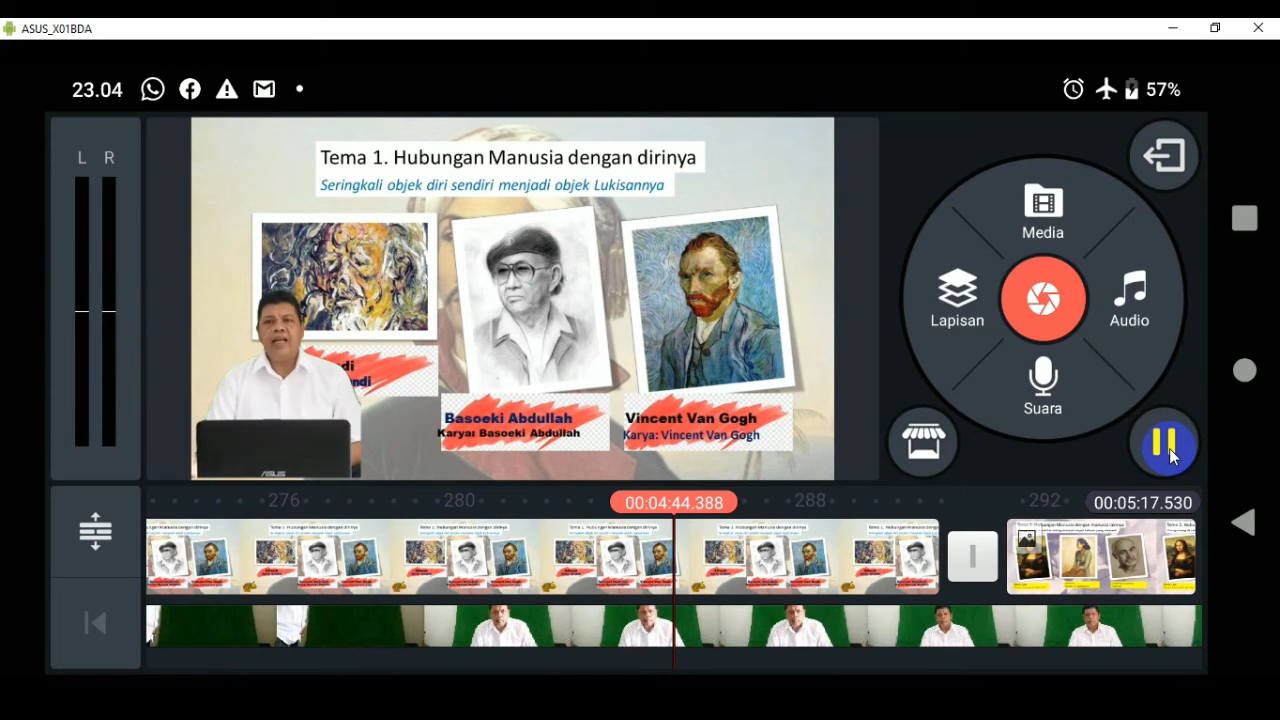 ASUS_X01BDA
23.04
57%
L R
Tema 1. Hubungan Manusia dengan dirinya
Seringkali objek diri sendiri menjadi objek Lukisannya
Basoeki Abdullah
Karya: Basoeki Abdullah
Vincent Van Gogh
Karya: Vincent Van Gogh
ASUS
Media
Lapisan
Audio
Suara
276
280
00:04:44.388
288
292
00:05:17.530